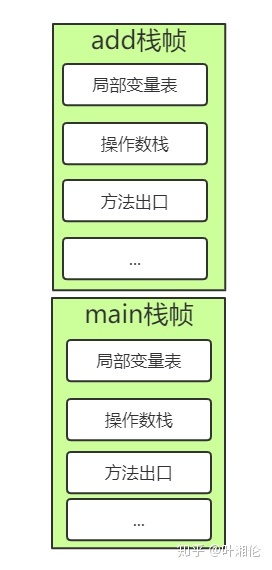 add栈帧
局部变量表
操作数栈
方法出口
...
main栈帧
局部变量表
操作数栈
方法出口
...
知乎 @叶湘伦